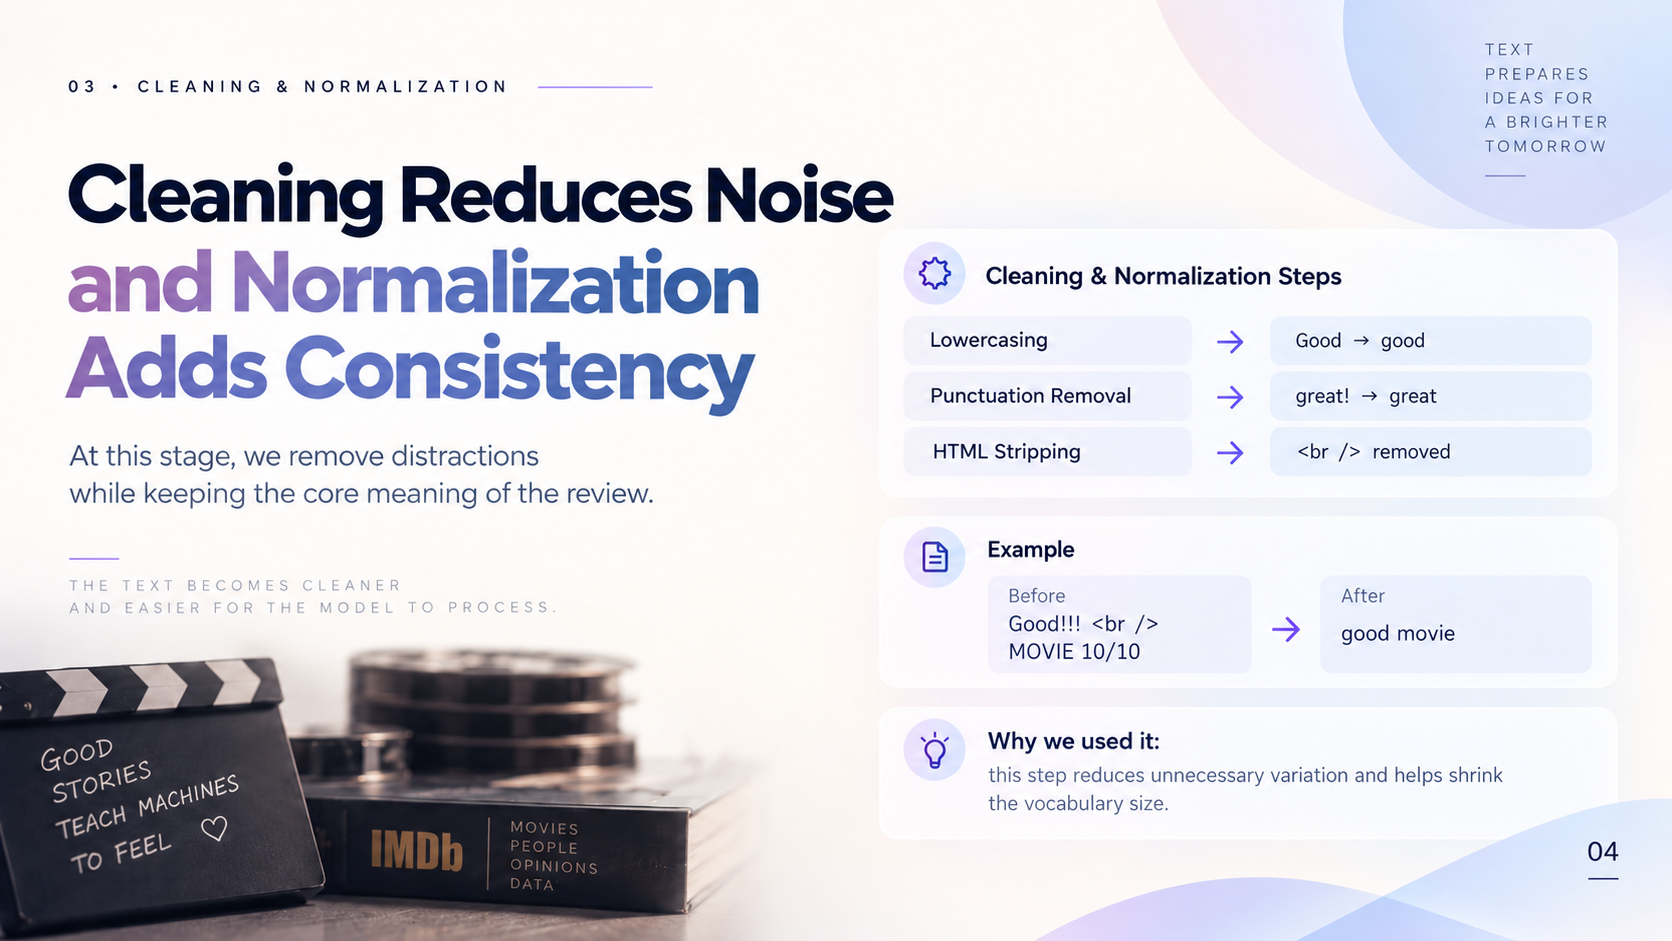 03 • CLEANING & NORMALIZATION
TEXT
PREPARES
IDEAS FOR
A BRIGHTER
TOMORROW
Cleaning Reduces Noise
and Normalization
Adds Consistency
At this stage, we remove distractions
while keeping the core meaning of the review.
THE TEXT BECOMES CLEANER
AND EASIER FOR THE MODEL TO PROCESS.
GOOD
STORIES
TEACH MACHINES
TO FEEL ♡
IMDb
MOVIES
PEOPLE
OPINIONS
DATA
Cleaning & Normalization Steps
Lowercasing → Good → good
Punctuation Removal → great! → great
HTML Stripping → <br /> removed
Example
Before
Good!!! <br />
MOVIE 10/10
→
After
good movie
Why we used it:
this step reduces unnecessary variation and helps shrink
the vocabulary size.
04